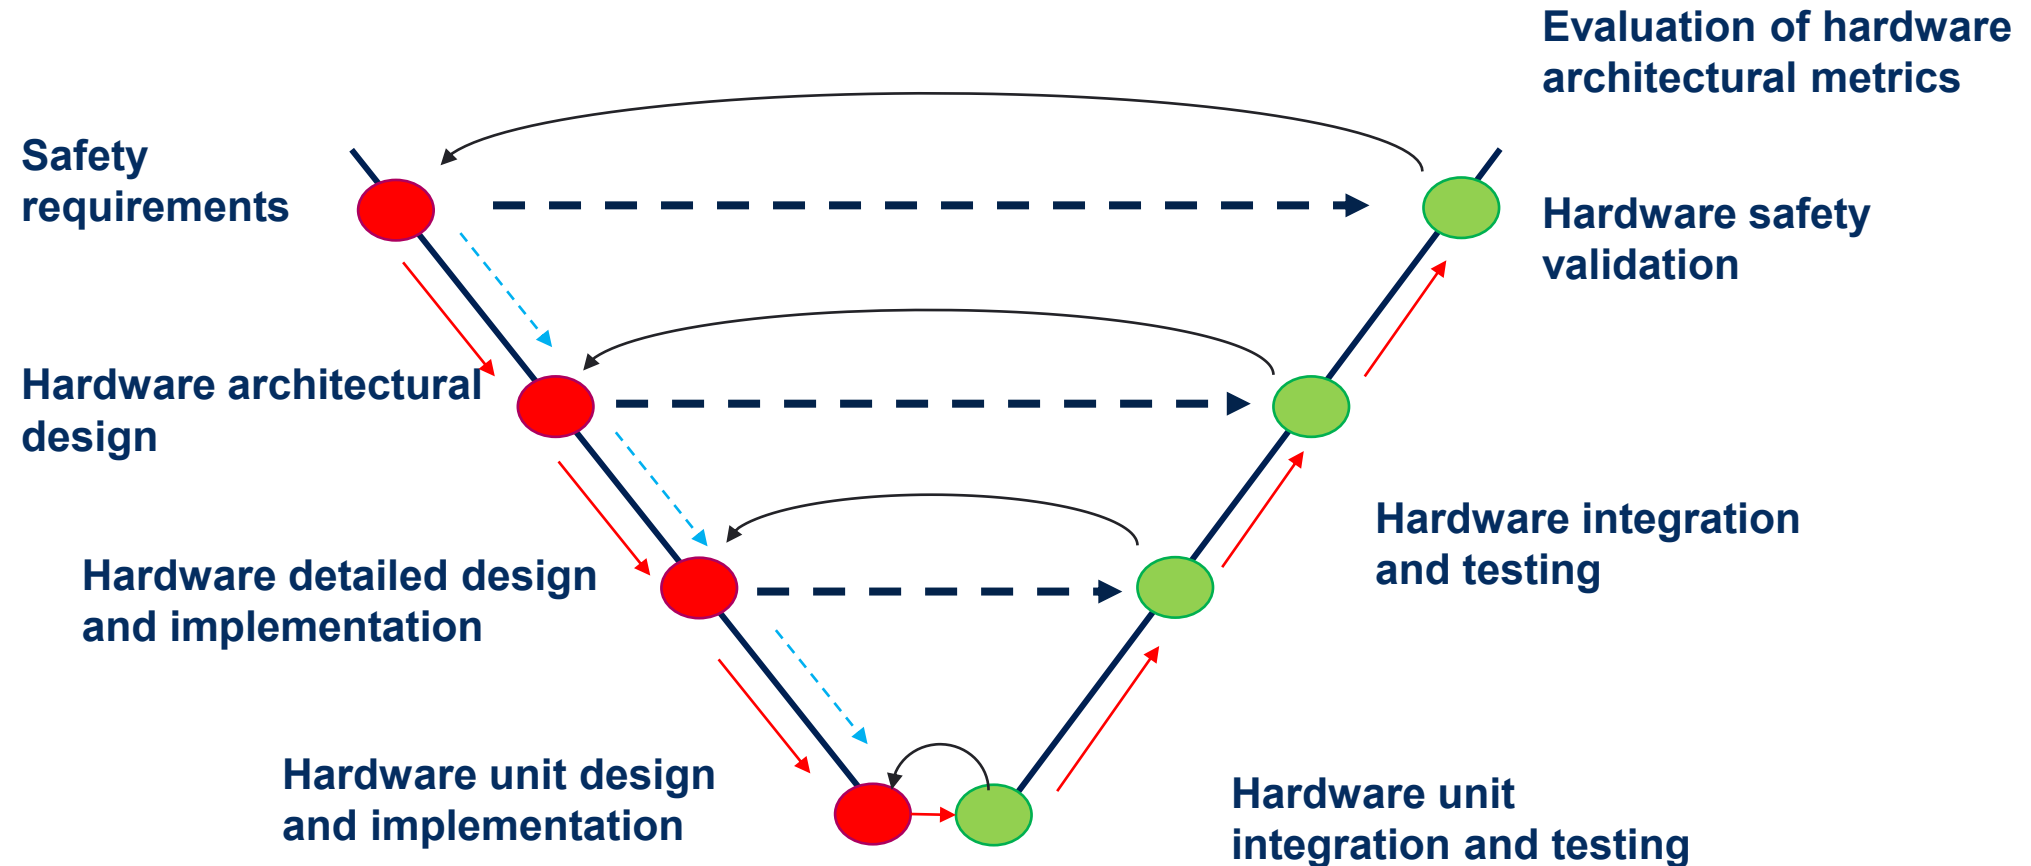 Evaluation of hardware
architectural metrics
Safety
requirements
Hardware safety
validation
Hardware architectural
design
Hardware integration
and testing
Hardware detailed design
and implementation
Hardware unit design
and implementation
Hardware unit
integration and testing